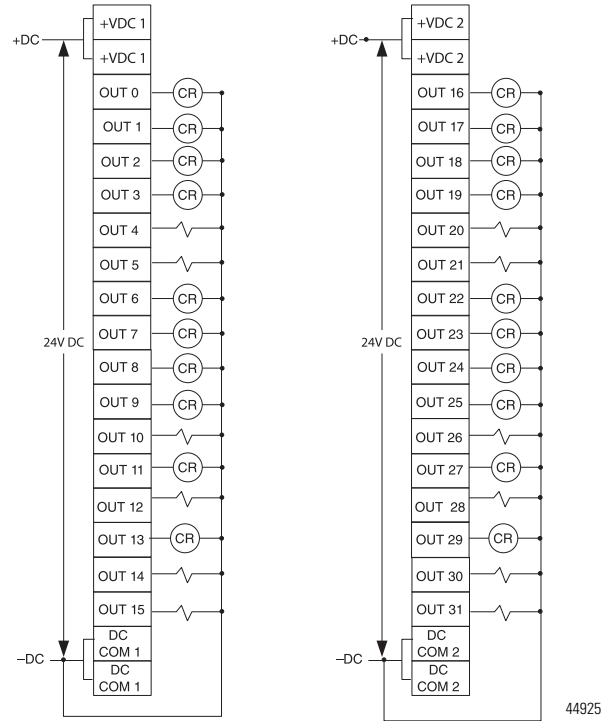 +VDC 1
+DC
+VDC 1
OUT 0 CR
OUT 1 CR
OUT 2 CR
OUT 3 CR
OUT 4
OUT 5
OUT 6 CR
OUT 7 CR
24V DC
OUT 8 CR
OUT 9 CR
OUT 10
OUT 11 CR
OUT 12
OUT 13 CR
OUT 14
OUT 15
DC
COM 1
–DC
DC
COM 1
+VDC 2
+DC
+VDC 2
OUT 16 CR
OUT 17 CR
OUT 18 CR
OUT 19 CR
OUT 20
OUT 21
OUT 22 CR
OUT 23 CR
24V DC
OUT 24 CR
OUT 25 CR
OUT 26
OUT 27 CR
OUT 28
OUT 29 CR
OUT 30
OUT 31
DC
COM 2
–DC
DC
COM 2
44925